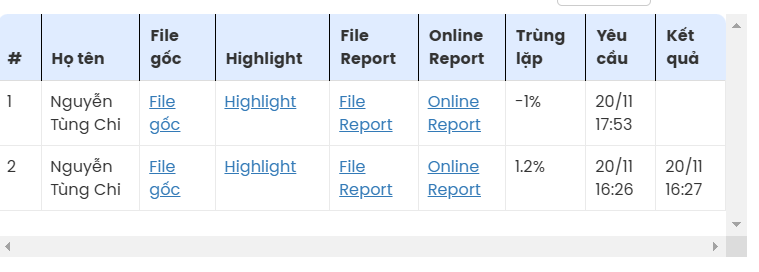 # Họ tên File gốc Highlight File Report Online Report Trùng lặp Yêu cầu Kết quả
1 Nguyễn Tùng Chi File gốc Highlight File Report Online Report -1% 20/11 17:53
2 Nguyễn Tùng Chi File gốc Highlight File Report Online Report 1.2% 20/11 16:26 20/11 16:27